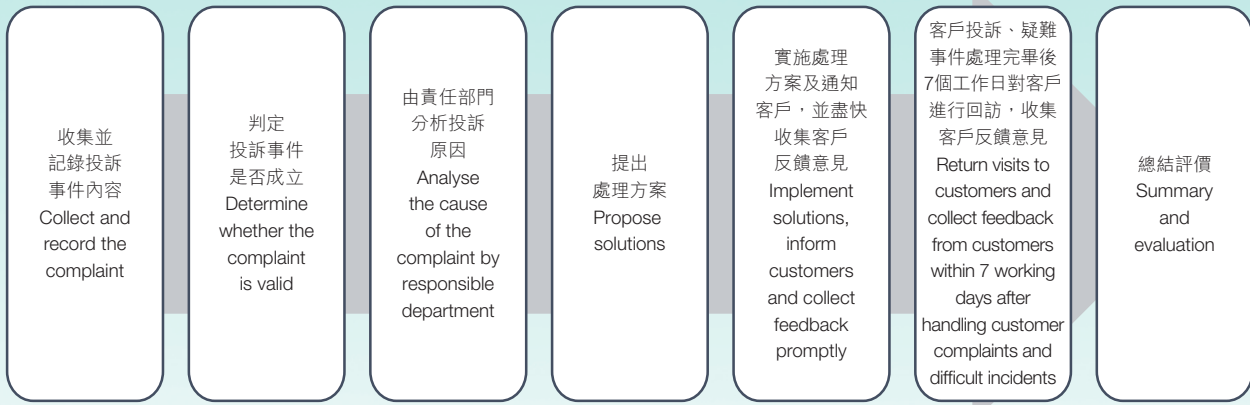 收集並
記錄投訴
事件內容
Collect and
record the
complaint
判定
投訴事件
是否成立
Determine
whether the
complaint
is valid
由責任部門
分析投訴
原因
Analyse
the cause
of the
complaint by
responsible
department
提出
處理方案
Propose
solutions
實施處理
方案及通知
客戶，並盡快
收集客戶
反饋意見
Implement
solutions,
inform
customers
and collect
feedback
promptly
客戶投訴、疑難
事件處理完畢後
7個工作日對客戶
進行回訪，收集
客戶反饋意見
Return visits to
customers and
collect feedback
from customers
within 7 working
days after
handling customer
complaints and
difficult incidents
總結評價
Summary
and
evaluation